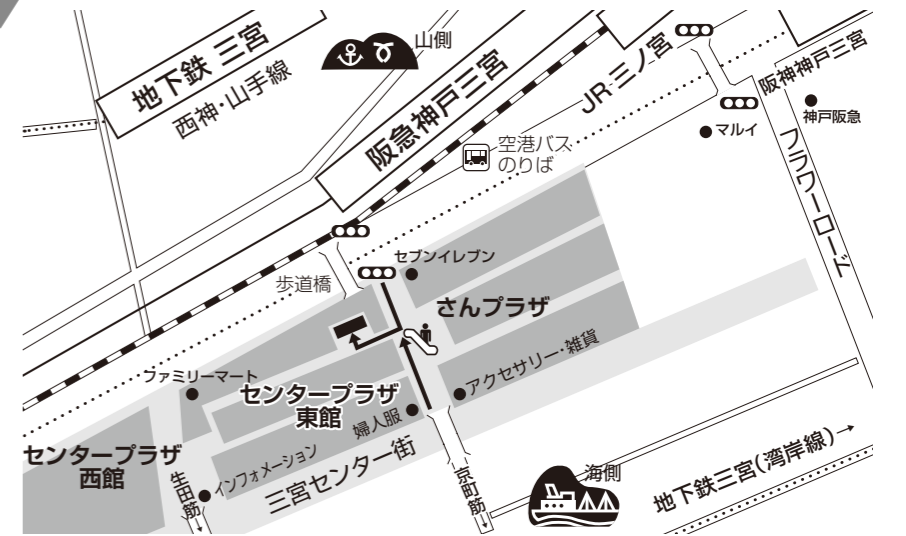 地下鉄 三宮
西神・山手線
山側
阪急神戸三宮
JR 三ノ宮
阪神神戸三宮
神戸阪急
マルイ
空港バス
のりば
フラワーロード
セブンイレブン
歩道橋
さんプラザ
ファミリーマート
センタープラザ
東館
アクセサリー・雑貨
婦人服
センタープラザ
西館
インフォメーション
三宮センター街
生田筋
京町筋
海側
地下鉄三宮(湾岸線)→